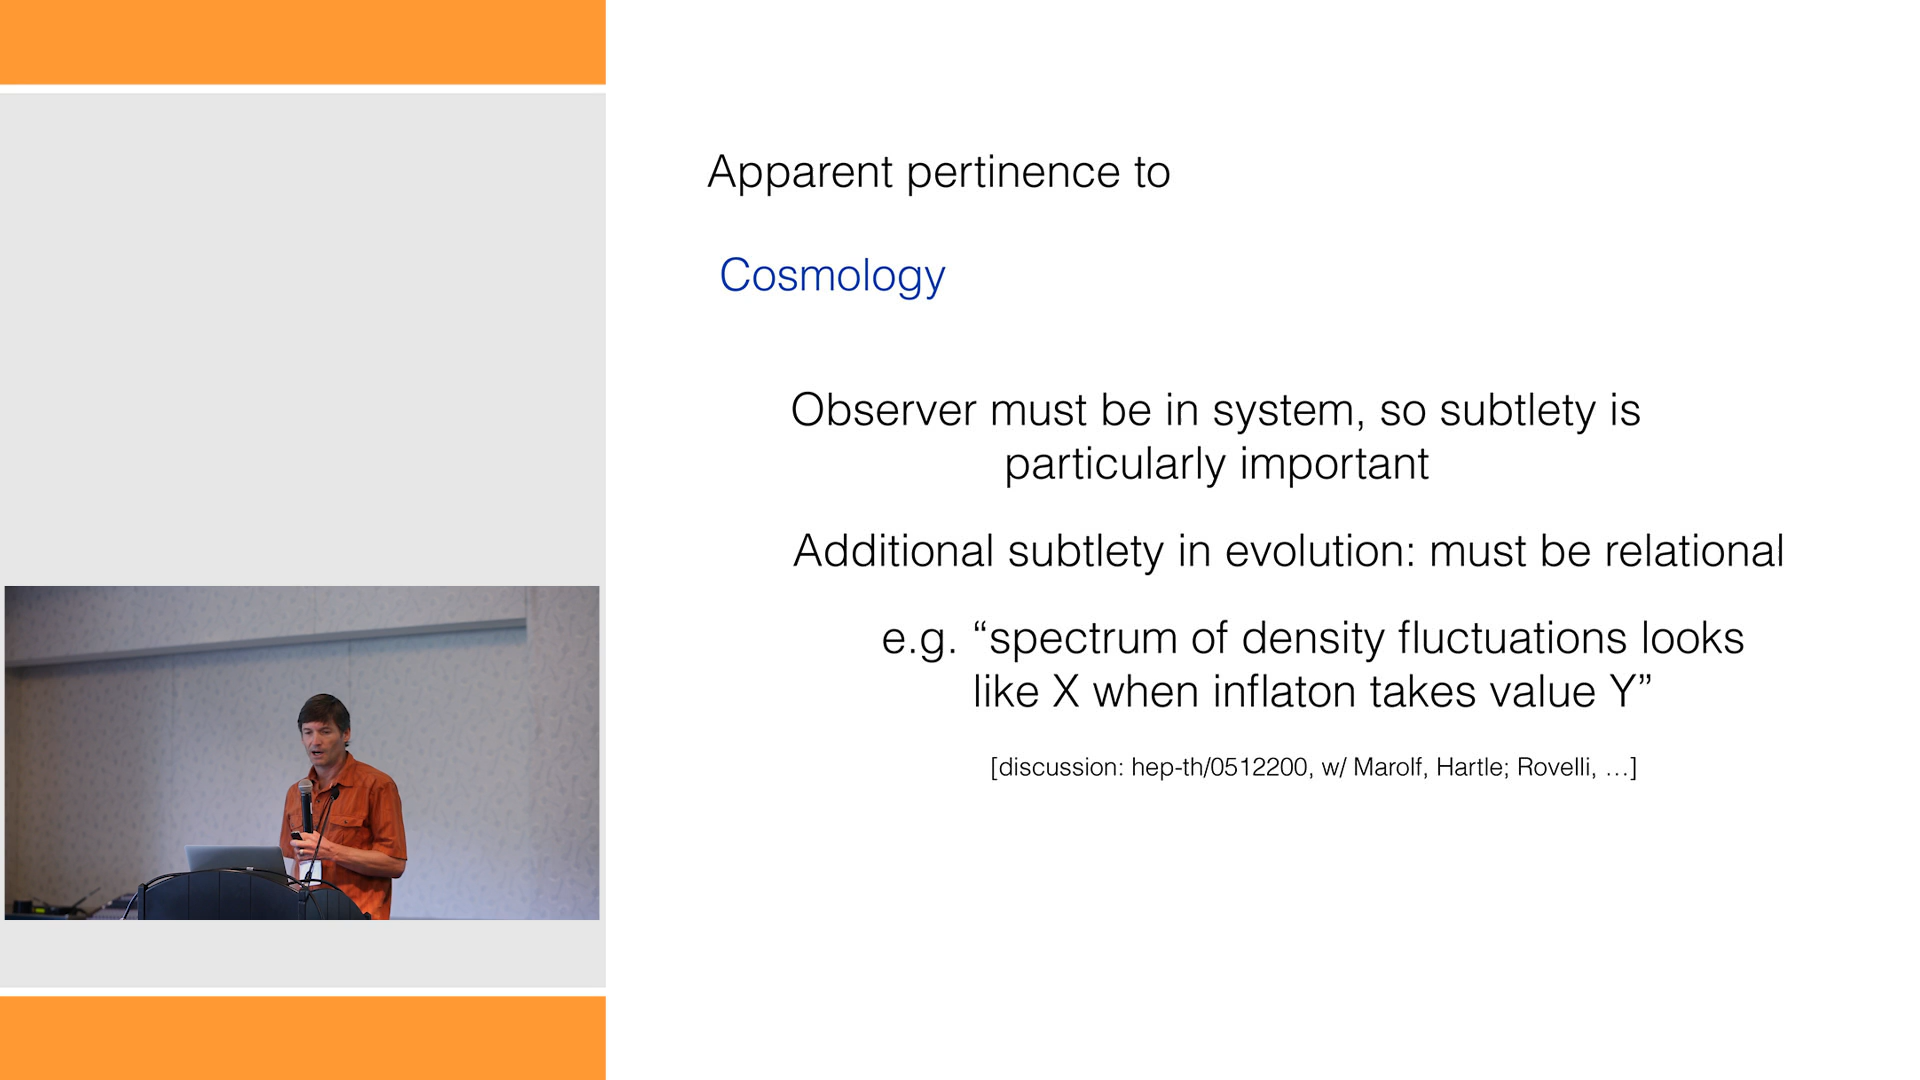 Apparent pertinence to
Cosmology
Observer must be in system, so subtlety is
particularly important
Additional subtlety in evolution: must be relational
e.g. “spectrum of density fluctuations looks
like X when inflaton takes value Y”
[discussion: hep-th/0512200, w/ Marolf, Hartle; Rovelli, …]